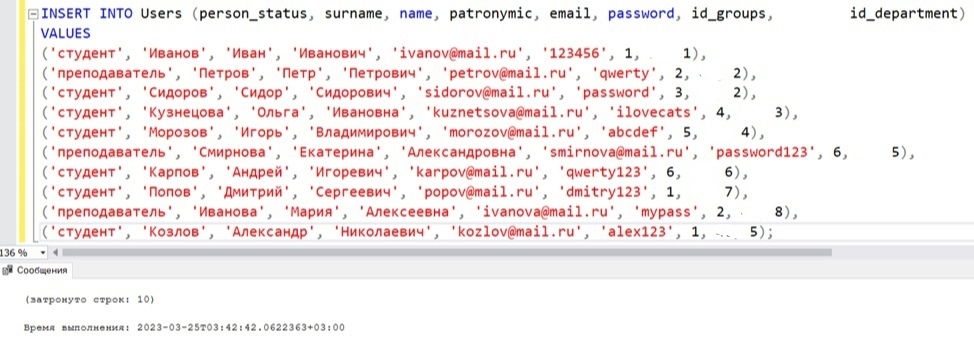 INSERT INTO Users (person_status, surname, name, patronymic, email, password, id_groups, id_department)
VALUES
('студент', 'Иванов', 'Иван', 'Иванович', 'ivanov@mail.ru', '123456', 1, 1),
('преподаватель', 'Петров', 'Петр', 'Петрович', 'petrov@mail.ru', 'qwerty', 2, 2),
('студент', 'Сидоров', 'Сидор', 'Сидорович', 'sidorov@mail.ru', 'password', 3, 2),
('студент', 'Кузнецова', 'Ольга', 'Ивановна', 'kuznetsova@mail.ru', 'ilovecats', 4, 3),
('студент', 'Морозов', 'Игорь', 'Владимирович', 'morozov@mail.ru', 'abcdef', 5, 4),
('преподаватель', 'Смирнова', 'Екатерина', 'Александровна', 'smirnova@mail.ru', 'password123', 6, 5),
('студент', 'Карпов', 'Андрей', 'Игоревич', 'karpov@mail.ru', 'qwerty123', 6, 6),
('студент', 'Попов', 'Дмитрий', 'Сергеевич', 'popov@mail.ru', 'dmitry123', 1, 7),
('преподаватель', 'Иванова', 'Мария', 'Алексеевна', 'ivanova@mail.ru', 'mypass', 2, 8),
('студент', 'Козлов', 'Александр', 'Николаевич', 'kozlov@mail.ru', 'alex123', 1, 5);
136 %
Сообщения
(затронуто строк: 10)
Время выполнения: 2023-03-25T03:42:42.0622363+03:00